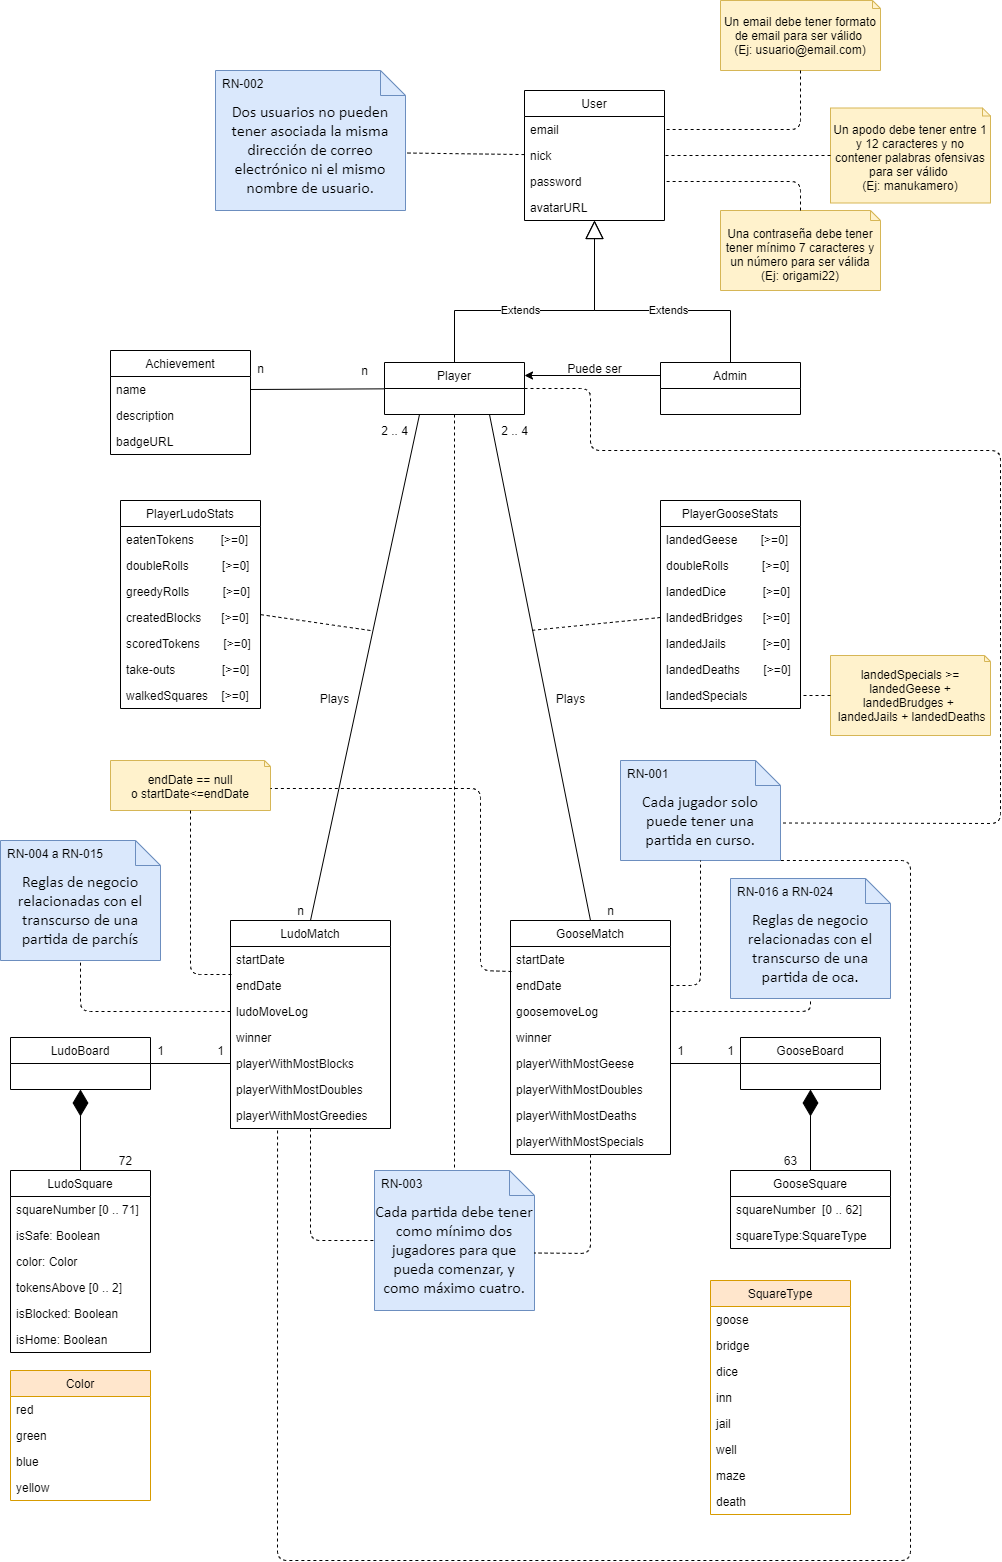 Un email debe tener formato
de email para ser válido
(Ej: usuario@email.com)
RN-002
Dos usuarios no pueden
tener asociada la misma
dirección de correo
electrónico ni el mismo
nombre de usuario.
User
email
nick
password
avatarURL
Un apodo debe tener entre 1
y 12 caracteres y no
contener palabras ofensivas
para ser válido
(Ej: manukamero)
Una contraseña debe tener
tener mínimo 7 caracteres y
un número para ser válida
(Ej: origami22)
Extends
Extends
Achievement
name
description
badgeURL
n
n
Player
Puede ser
Admin
2 .. 4
2 .. 4
PlayerLudoStats
eatenTokens [>=0]
doubleRolls [>=0]
greedyRolls [>=0]
createdBlocks [>=0]
scoredTokens [>=0]
take-outs [>=0]
walkedSquares [>=0]
PlayerGooseStats
landedGeese [>=0]
doubleRolls [>=0]
landedDice [>=0]
landedBridges [>=0]
landedJails [>=0]
landedDeaths [>=0]
landedSpecials
landedSpecials >=
landedGeese +
landedBrudges +
landedJails + landedDeaths
Plays
Plays
endDate == null
o startDate<=endDate
RN-001
Cada jugador solo
puede tener una
partida en curso.
RN-004 a RN-015
Reglas de negocio
relacionadas con el
transcurso de una
partida de parchís
RN-016 a RN-024
Reglas de negocio
relacionadas con el
transcurso de una
partida de oca.
n
n
LudoMatch
startDate
endDate
ludoMoveLog
winner
playerWithMostBlocks
playerWithMostDoubles
playerWithMostGreedies
GooseMatch
startDate
endDate
goosemoveLog
winner
playerWithMostGeese
playerWithMostDoubles
playerWithMostDeaths
playerWithMostSpecials
LudoBoard
1
1
1
1
GooseBoard
72
63
LudoSquare
squareNumber [0 .. 71]
isSafe: Boolean
color: Color
tokensAbove [0 .. 2]
isBlocked: Boolean
isHome: Boolean
RN-003
Cada partida debe tener
como mínimo dos
jugadores para que
pueda comenzar, y
como máximo cuatro.
GooseSquare
squareNumber [0 .. 62]
squareType:SquareType
Color
red
green
blue
yellow
SquareType
goose
bridge
dice
inn
jail
well
maze
death